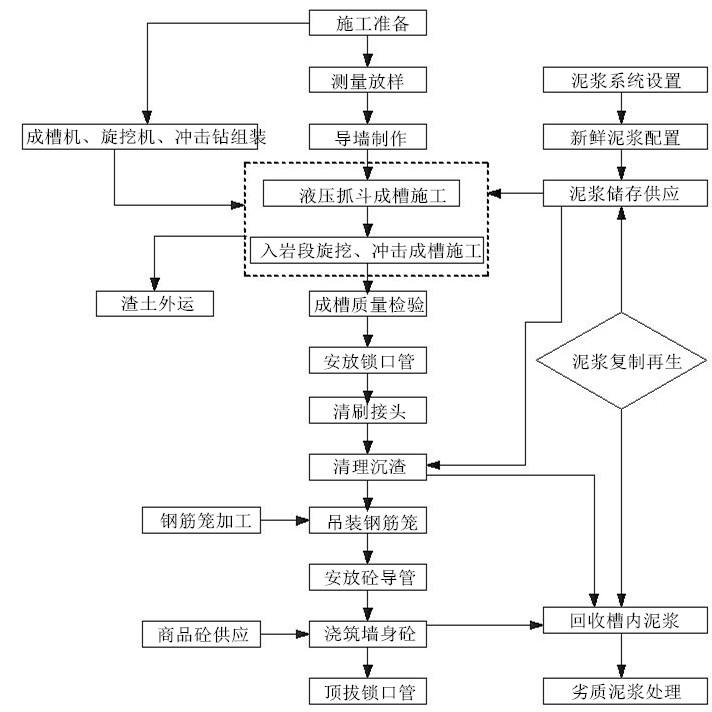 施工准备
测量放样
泥浆系统设置
成槽机、旋挖机、冲击钻组装
导墙制作
新鲜泥浆配置
液压抓斗成槽施工
泥浆储存供应
入岩段旋挖、冲击成槽施工
渣土外运
成槽质量检验
安放锁口管
泥浆复制再生
清刷接头
清理沉渣
钢筋笼加工
吊装钢筋笼
安放砼导管
商品砼供应
浇筑墙身砼
回收槽内泥浆
顶拔锁口管
劣质泥浆处理